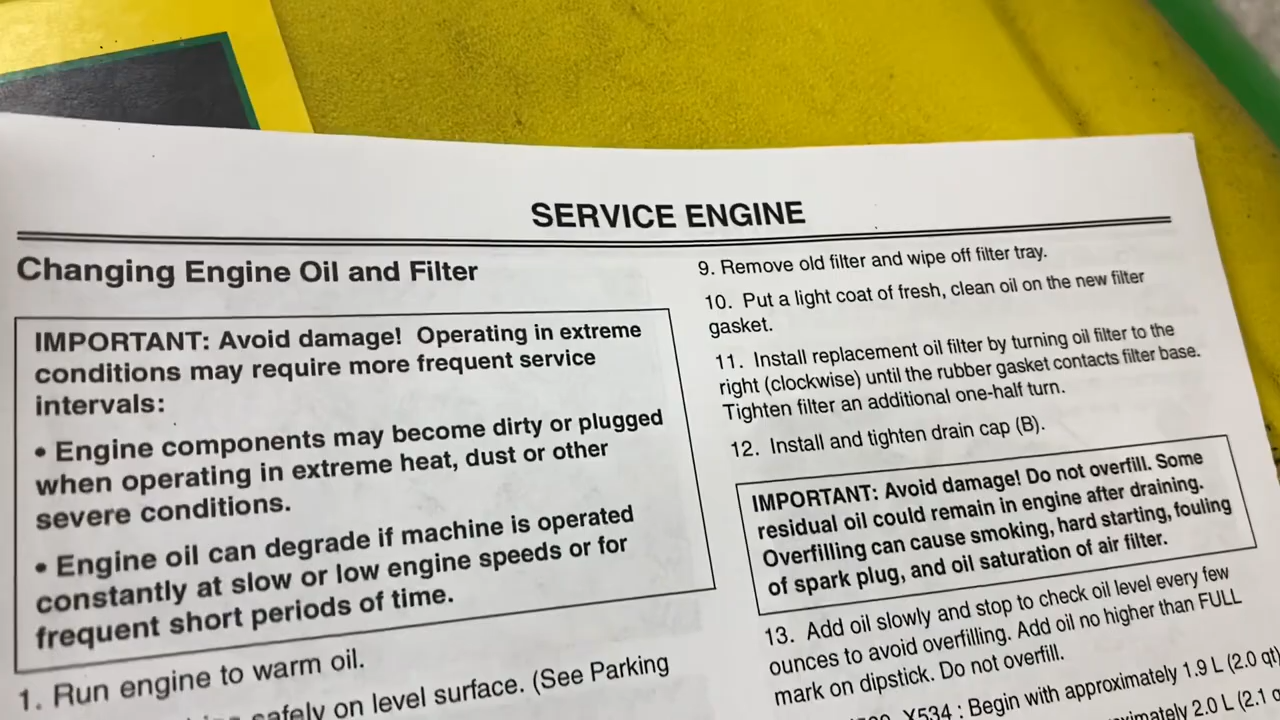 SERVICE ENGINE
Changing Engine Oil and Filter
IMPORTANT: Avoid damage! Operating in extreme
conditions may require more frequent service
intervals:
• Engine components may become dirty or plugged
when operating in extreme heat, dust or other
severe conditions.
• Engine oil can degrade if machine is operated
constantly at slow or low engine speeds or for
frequent short periods of time.
1. Run engine to warm oil.
safely on level surface. (See Parking
9. Remove old filter and wipe off filter tray.
10. Put a light coat of fresh, clean oil on the new filter
gasket.
11. Install replacement oil filter by turning oil filter to the
right (clockwise) until the rubber gasket contacts filter base.
Tighten filter an additional one-half turn.
12. Install and tighten drain cap (B).
IMPORTANT: Avoid damage! Do not overfill. Some
residual oil could remain in engine after draining.
Overfilling can cause smoking, hard starting, fouling
of spark plug, and oil saturation of air filter.
13. Add oil slowly and stop to check oil level every few
ounces to avoid overfilling. Add oil no higher than FULL
mark on dipstick. Do not overfill.
X534 : Begin with approximately 1.9 L (2.0 qt)
2.0 L (2.1